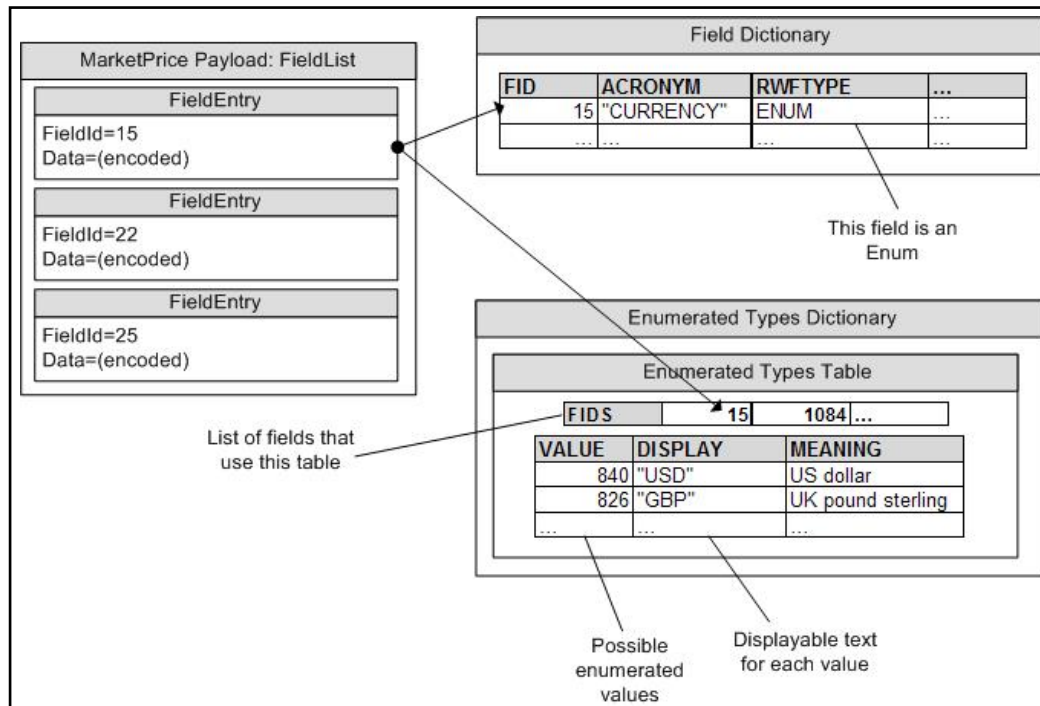 MarketPrice Payload: FieldList
FieldEntry
FieldId=15
Data=(encoded)
FieldEntry
FieldId=22
Data=(encoded)
FieldEntry
FieldId=25
Data=(encoded)
Field Dictionary
FID ACRONYM RWFTYPE ...
15 "CURRENCY" ENUM ...
... ... ... ...
This field is an
Enum
Enumerated Types Dictionary
Enumerated Types Table
FIDS 15 1084 ...
List of fields that
use this table
VALUE DISPLAY MEANING
840 "USD" US dollar
826 "GBP" UK pound sterling
... ... ...
Possible
enumerated
values
Displayable text
for each value